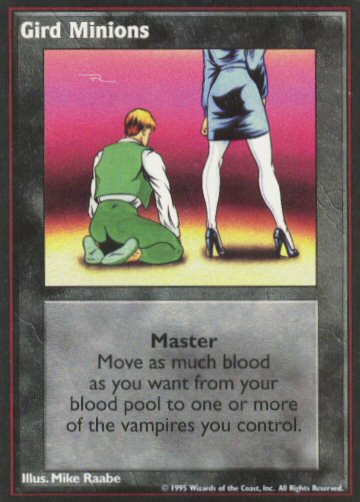 Gird Minions
Master
Move as much blood
as you want from your
blood pool to one or more
of the vampires you control.
Illus. Mike Raabe
© 1995 Wizards of the Coast, Inc. All Rights Reserved.